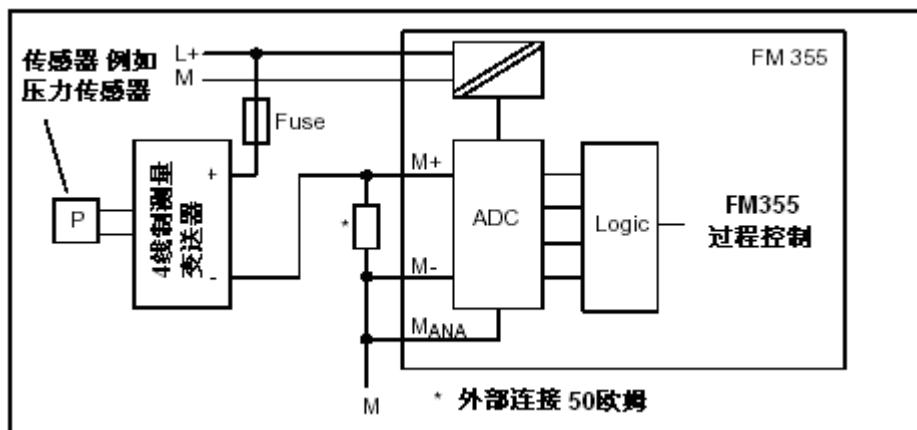 传感器 例如
压力传感器
L+
M
FM 355
Fuse
+
-
P
4线制测量
变送器
M+
*
M-
MANA
M
ADC
Logic
FM355
过程控制
* 外部连接 50欧姆